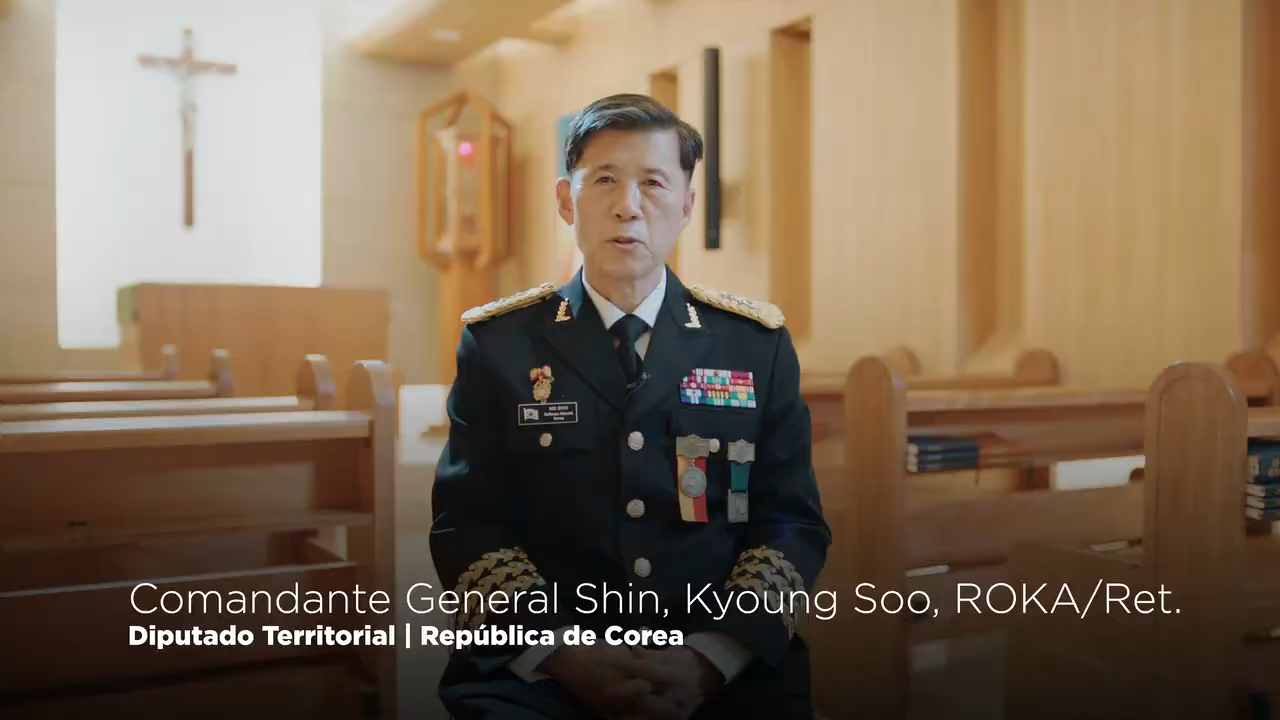 Comandante General Shin, Kyoung Soo, ROKA/Ret.
Diputado Territorial | República de Corea